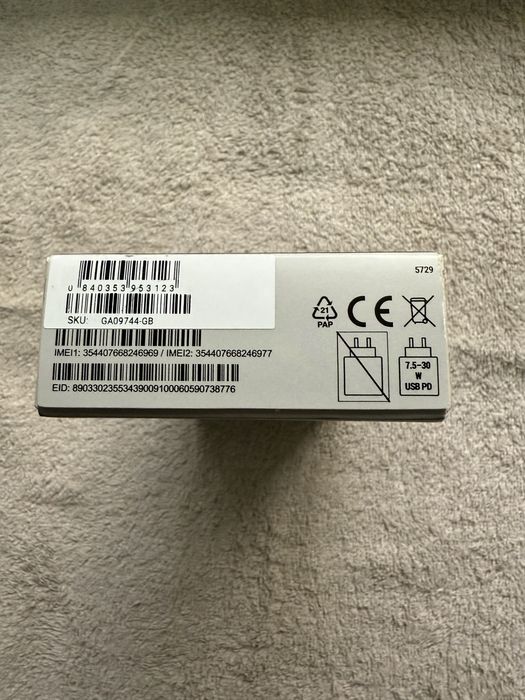 0 840353 953123
SKU: GA09744-GB
IMEI1: 354407668246969 / IMEI2: 354407668246977
EID: 89033023553439009100060590738776
5729
21
PAP
CE
7.5-30
W
USB PD